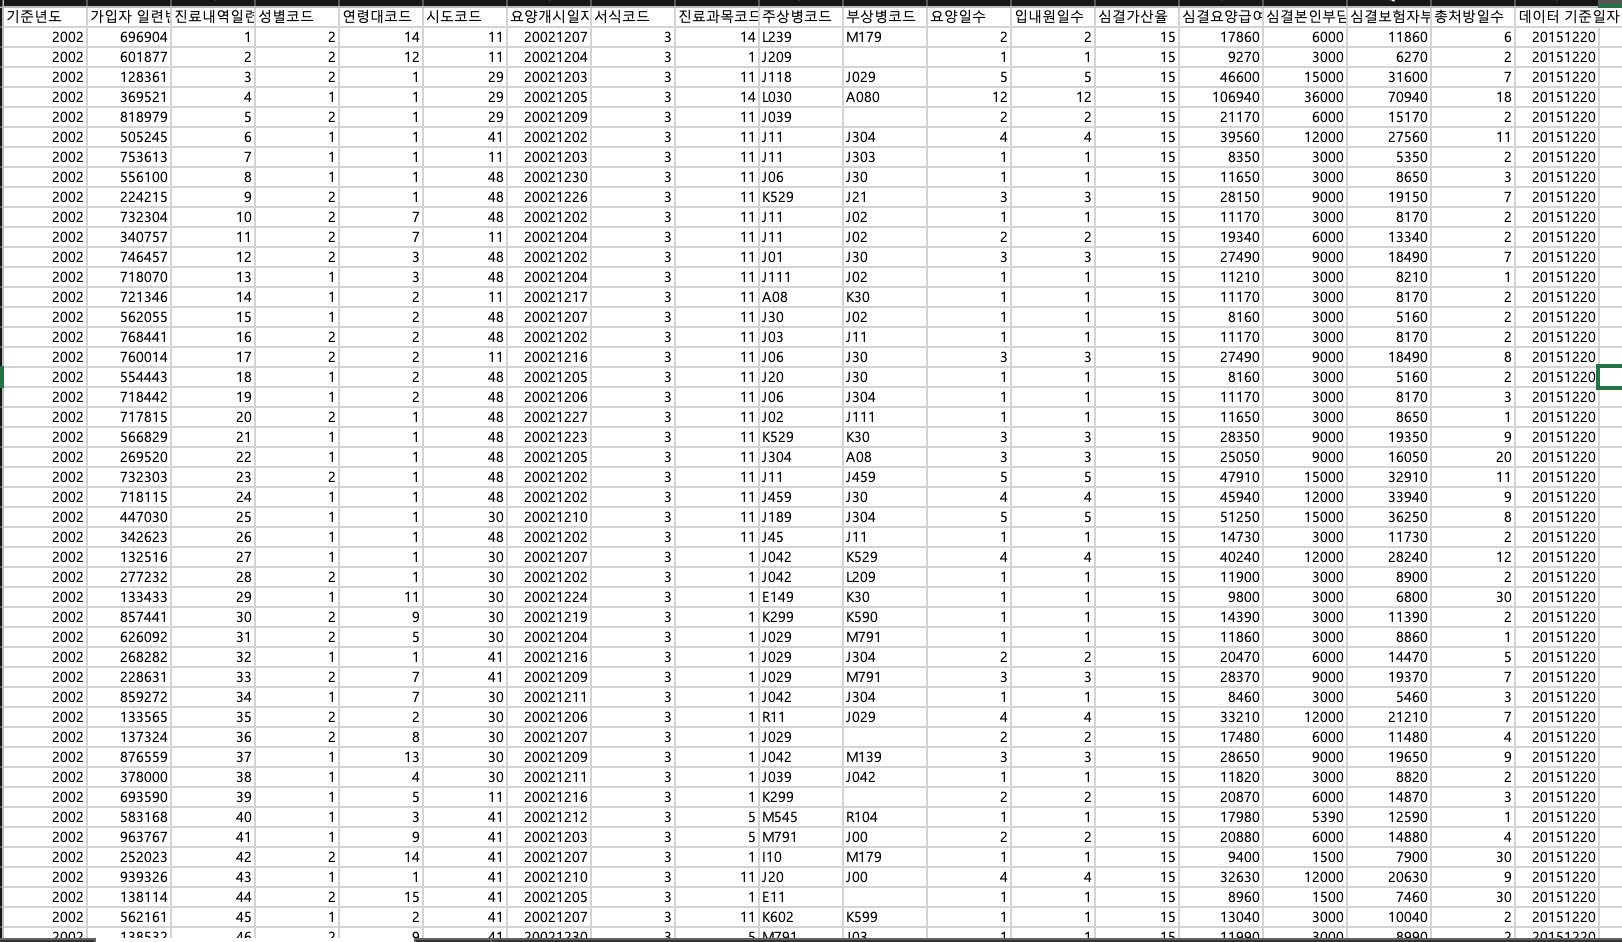 기준년도 가입자 일련번 진료내역일련 성별코드 연령대코드 시도코드 요양개시일자 서식코드 진료과목코드 주상병코드 부상병코드 요양일수 입내원일수 심결가산율 심결요양급여 심결본인부담 심결보험자부 총처방일수 데이터 기준일자
2002 696904 1 2 14 11 20021207 3 14 L239 M179 2 2 15 17860 6000 11860 6 20151220
2002 601877 2 2 12 11 20021204 3 1 J209 1 1 15 9270 3000 6270 2 20151220
2002 128361 3 2 1 29 20021203 3 11 J118 J029 5 5 15 46600 15000 31600 7 20151220
2002 369521 4 1 1 29 20021205 3 14 L030 A080 12 12 15 106940 36000 70940 18 20151220
2002 818979 5 2 1 29 20021209 3 11 J039 2 2 15 21170 6000 15170 2 20151220
2002 505245 6 1 1 41 20021202 3 11 J11 J304 4 4 15 39560 12000 27560 11 20151220
2002 753613 7 1 1 41 20021203 3 11 J11 J303 1 1 15 8350 3000 5350 2 20151220
2002 556100 8 1 1 48 20021230 3 11 J06 J30 1 1 15 11650 3000 8650 3 20151220
2002 224215 9 2 1 48 20021226 3 11 K529 J21 3 3 15 28150 9000 19150 7 20151220
2002 732304 10 2 7 48 20021202 3 11 J11 J02 1 1 15 11170 3000 8170 2 20151220
2002 340757 11 2 7 11 20021204 3 11 J11 J02 2 2 15 19340 6000 13340 2 20151220
2002 746457 12 2 3 48 20021202 3 11 J01 J30 3 3 15 27490 9000 18490 7 20151220
2002 718070 13 1 3 48 20021204 3 11 J111 J02 1 1 15 11210 3000 8210 1 20151220
2002 721346 14 1 2 11 20021217 3 11 A08 K30 1 1 15 11170 3000 8170 2 20151220
2002 562055 15 1 2 48 20021207 3 11 J30 J02 1 1 15 8160 3000 5160 2 20151220
2002 768441 16 2 2 48 20021202 3 11 J03 J11 1 1 15 11170 3000 8170 2 20151220
2002 760014 17 2 2 11 20021216 3 11 J06 J30 3 3 15 27490 9000 18490 8 20151220
2002 554443 18 1 2 48 20021205 3 11 J20 J30 1 1 15 8160 3000 5160 2 20151220
2002 718442 19 1 2 48 20021206 3 11 J06 J304 1 1 15 11170 3000 8170 3 20151220
2002 717815 20 2 1 48 20021227 3 11 J02 J111 1 1 15 11650 3000 8650 1 20151220
2002 566829 21 1 1 48 20021223 3 11 K529 K30 3 3 15 28350 9000 19350 9 20151220
2002 269520 22 1 1 48 20021205 3 11 J304 A08 3 3 15 25050 9000 16050 20 20151220
2002 732303 23 2 1 48 20021202 3 11 J11 J459 5 5 15 47910 15000 32910 11 20151220
2002 718115 24 1 1 48 20021202 3 11 J459 J30 4 4 15 45940 12000 33940 9 20151220
2002 447030 25 1 1 30 20021210 3 11 J189 J304 5 5 15 51250 15000 36250 8 20151220
2002 342623 26 1 1 48 20021202 3 11 J45 J11 1 1 15 14730 3000 11730 2 20151220
2002 132516 27 1 1 30 20021207 3 1 J042 K529 4 4 15 40240 12000 28240 12 20151220
2002 277232 28 2 1 30 20021202 3 1 J042 L209 1 1 15 11900 3000 8900 2 20151220
2002 133433 29 1 11 30 20021224 3 1 E149 K30 1 1 15 9800 3000 6800 30 20151220
2002 857441 30 2 9 30 20021219 3 1 K299 K590 1 1 15 14390 3000 11390 2 20151220
2002 626092 31 2 5 30 20021204 3 1 J029 M791 1 1 15 11860 3000 8860 1 20151220
2002 268282 32 1 1 41 20021216 3 1 J029 J304 2 2 15 20470 6000 14470 5 20151220
2002 228631 33 2 7 41 20021209 3 1 J029 M791 3 3 15 28370 9000 19370 7 20151220
2002 859272 34 1 7 30 20021211 3 1 J042 J304 1 1 15 8460 3000 5460 3 20151220
2002 133565 35 2 2 30 20021206 3 1 R11 J029 4 4 15 33210 12000 21210 7 20151220
2002 137324 36 2 8 30 20021207 3 1 J029 2 2 15 17480 6000 11480 4 20151220
2002 876559 37 1 13 30 20021209 3 1 J042 M139 3 3 15 28650 9000 19650 9 20151220
2002 378000 38 1 4 30 20021211 3 1 J039 J042 1 1 15 11820 3000 8820 2 20151220
2002 693590 39 1 5 11 20021216 3 1 K299 2 2 15 20870 6000 14870 3 20151220
2002 583168 40 1 3 41 20021212 3 5 M545 R104 1 1 15 17980 5390 12590 1 20151220
2002 963767 41 1 9 41 20021203 3 5 M791 J00 2 2 15 20880 6000 14880 4 20151220
2002 252023 42 2 14 41 20021207 3 1 I10 M179 1 1 15 9400 1500 7900 30 20151220
2002 939326 43 1 1 41 20021210 3 11 J20 J00 4 4 15 32630 12000 20630 9 20151220
2002 138114 44 2 15 41 20021205 3 1 E11 1 1 15 8960 1500 7460 30 20151220
2002 562161 45 1 2 41 20021207 3 11 K602 K599 1 1 15 13040 3000 10040 2 20151220
2002 138532 46 2 9 41 20021230 3 5 M791 J03 1 1 15 11990 3000 8990 2 20151220